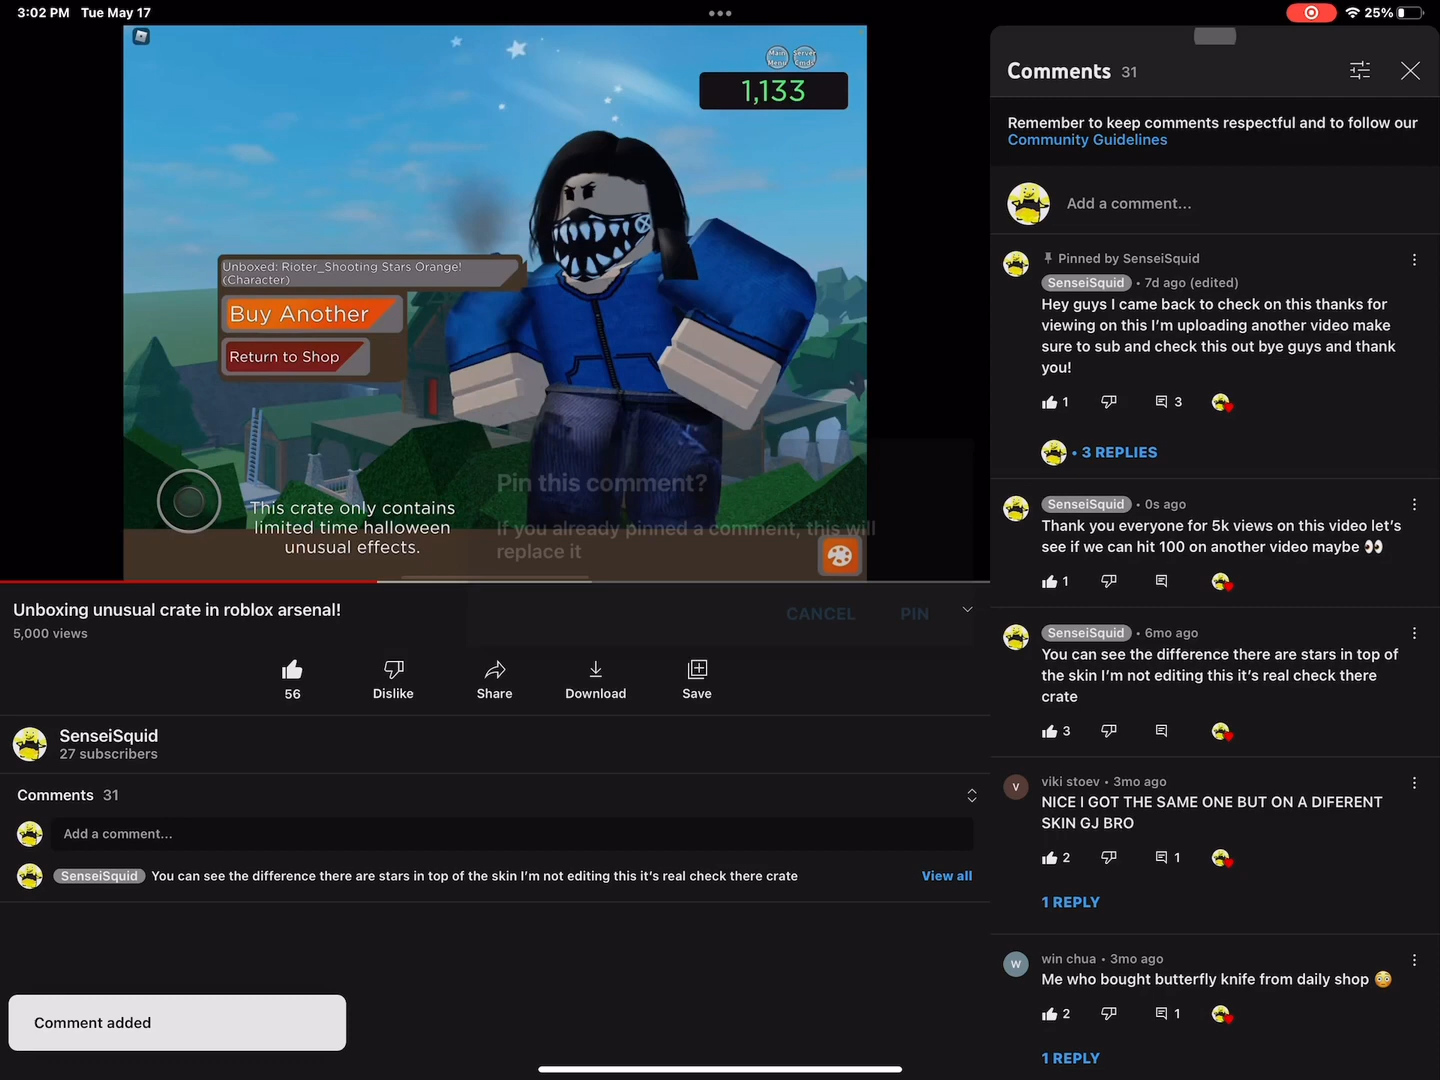 3:02 PM Tue May 17
25%
Main Menu
Server Cmds
1,133
Unboxed: Rioter_Shooting Stars Orange!
(Character)
Buy Another
Return to Shop
This crate only contains
limited time halloween
unusual effects.
Pin this comment?
If you already pinned a comment, this will
replace it
CANCEL PIN
Unboxing unusual crate in roblox arsenal!
5,000 views
56
Dislike
Share
Download
Save
SenseiSquid
27 subscribers
Comments 31
Add a comment...
SenseiSquid You can see the difference there are stars in top of the skin I'm not editing this it's real check there crate
View all
Comment added
Comments 31
Remember to keep comments respectful and to follow our
Community Guidelines
Add a comment...
Pinned by SenseiSquid
SenseiSquid • 7d ago (edited)
Hey guys I came back to check on this thanks for
viewing on this I'm uploading another video make
sure to sub and check this out bye guys and thank
you!
1 3
• 3 REPLIES
SenseiSquid • 0s ago
Thank you everyone for 5k views on this video let's
see if we can hit 100 on another video maybe 👀
1
SenseiSquid • 6mo ago
You can see the difference there are stars in top of
the skin I'm not editing this it's real check there
crate
3
V
viki stoev • 3mo ago
NICE I GOT THE SAME ONE BUT ON A DIFERENT
SKIN GJ BRO
2 1
1 REPLY
W
win chua • 3mo ago
Me who bought butterfly knife from daily shop 😳
2 1
1 REPLY